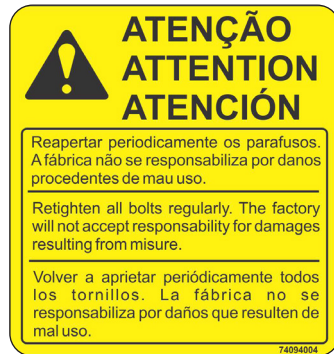 ATENÇÃO
ATTENTION
ATENCIÓN
Reapertar periodicamente os parafusos.
A fábrica não se responsabiliza por danos
procedentes de mau uso.
Retighten all bolts regularly. The factory
will not accept responsibility for damages
resulting from misure.
Volver a aprietar periódicamente todos
los tornillos. La fábrica no se
responsabiliza por daños que resulten de
mal uso.
74094004